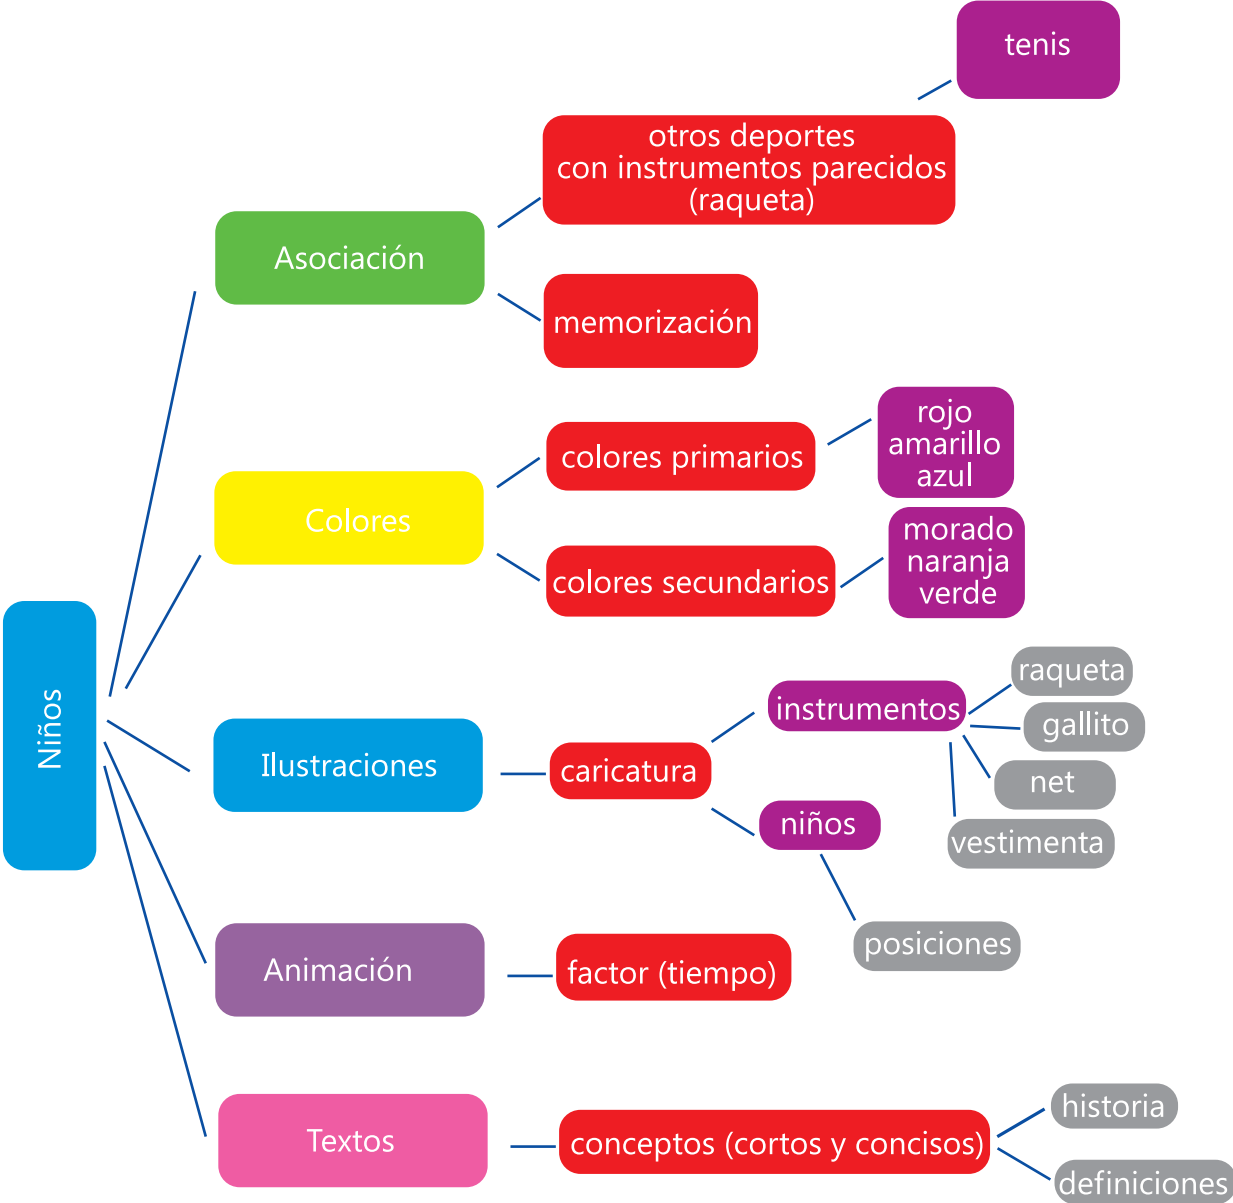 tenis
otros deportes
con instrumentos parecidos
(raqueta)
Asociación
memorización
rojo
amarillo
azul
colores primarios
Colores
morado
naranja
verde
colores secundarios
Niños
raqueta
instrumentos
gallito
Ilustraciones
caricatura
net
niños
vestimenta
posiciones
Animación
factor (tiempo)
historia
Textos
conceptos (cortos y concisos)
definiciones